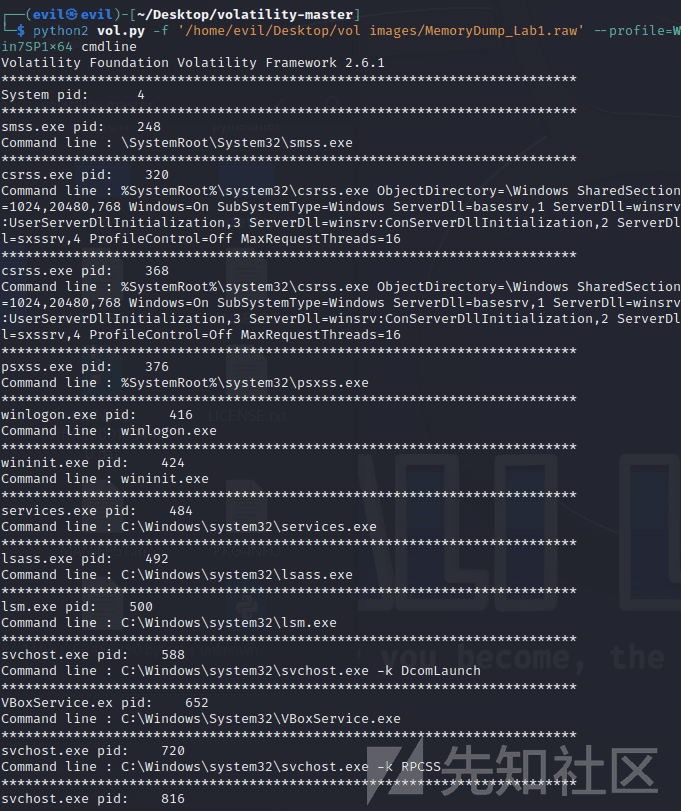 ┌──(evil㉿evil)-[~/Desktop/volatility-master]
└─$ python2 vol.py -f '/home/evil/Desktop/vol images/MemoryDump_Lab1.raw' --profile=W
in7SP1×64 cmdline
Volatility Foundation Volatility Framework 2.6.1
************************************************************************
System pid:      4
************************************************************************
smss.exe pid:    248
Command line : \SystemRoot\System32\smss.exe
************************************************************************
csrss.exe pid:    320
Command line : %SystemRoot%\system32\csrss.exe ObjectDirectory=\Windows SharedSection
=1024,20480,768 Windows=On SubSystemType=Windows ServerDll=basesrv,1 ServerDll=winsrv
:UserServerDllInitialization,3 ServerDll=winsrv:ConServerDllInitialization,2 ServerDl
l=sxssrv,4 ProfileControl=Off MaxRequestThreads=16
************************************************************************
csrss.exe pid:    368
Command line : %SystemRoot%\system32\csrss.exe ObjectDirectory=\Windows SharedSection
=1024,20480,768 Windows=On SubSystemType=Windows ServerDll=basesrv,1 ServerDll=winsrv
:UserServerDllInitialization,3 ServerDll=winsrv:ConServerDllInitialization,2 ServerDl
l=sxssrv,4 ProfileControl=Off MaxRequestThreads=16
************************************************************************
psxss.exe pid:    376
Command line : %SystemRoot%\system32\psxss.exe
************************************************************************
winlogon.exe pid:    416
Command line : winlogon.exe
************************************************************************
wininit.exe pid:    424
Command line : wininit.exe
************************************************************************
services.exe pid:    484
Command line : C:\Windows\system32\services.exe
************************************************************************
lsass.exe pid:    492
Command line : C:\Windows\system32\lsass.exe
************************************************************************
lsm.exe pid:    500
Command line : C:\Windows\system32\lsm.exe
************************************************************************
svchost.exe pid:    588
Command line : C:\Windows\system32\svchost.exe -k DcomLaunch
************************************************************************
VBoxService.ex pid:    652
Command line : C:\Windows\System32\VBoxService.exe
************************************************************************
svchost.exe pid:    720
Command line : C:\Windows\system32\svchost.exe -k RPCSS
************************************************************************
svchost.exe pid:    816
LICENSE.txt
you become, the
先知社区